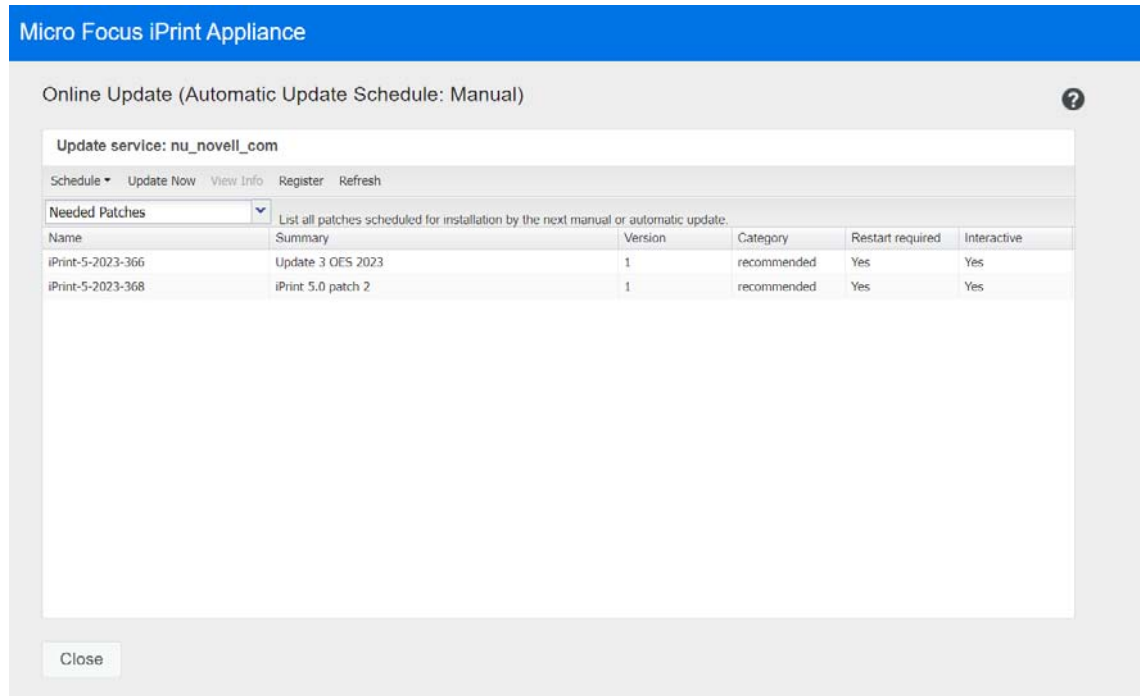 Micro Focus iPrint Appliance
Online Update (Automatic Update Schedule: Manual)
Update service: nu_novell_com
Schedule Update Now View Info Register Refresh
Needed Patches List all patches scheduled for installation by the next manual or automatic update.
Name Summary Version Category Restart required Interactive
iPrint-5-2023-366 Update 3 OES 2023 1 recommended Yes Yes
iPrint-5-2023-368 iPrint 5.0 patch 2 1 recommended Yes Yes
Close